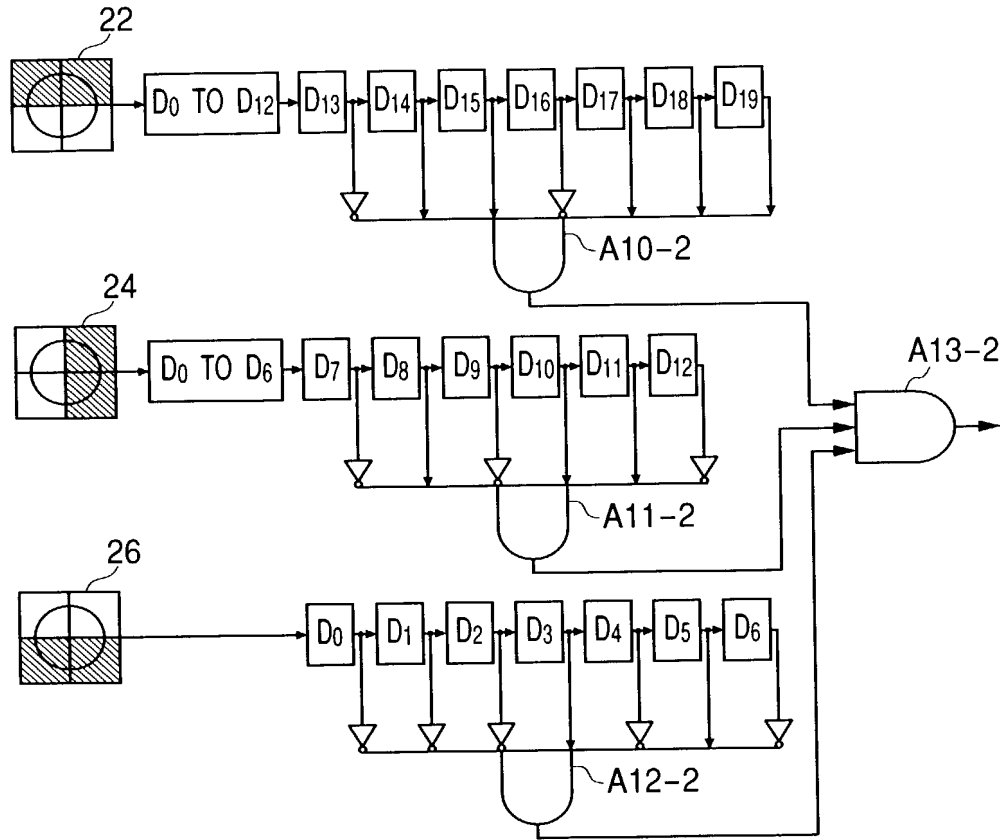 22
D0 TO D12 D13 D14 D15 D16 D17 D18 D19
A10-2
24
D0 TO D6 D7 D8 D9 D10 D11 D12
A13-2
A11-2
26
D0 D1 D2 D3 D4 D5 D6
A12-2